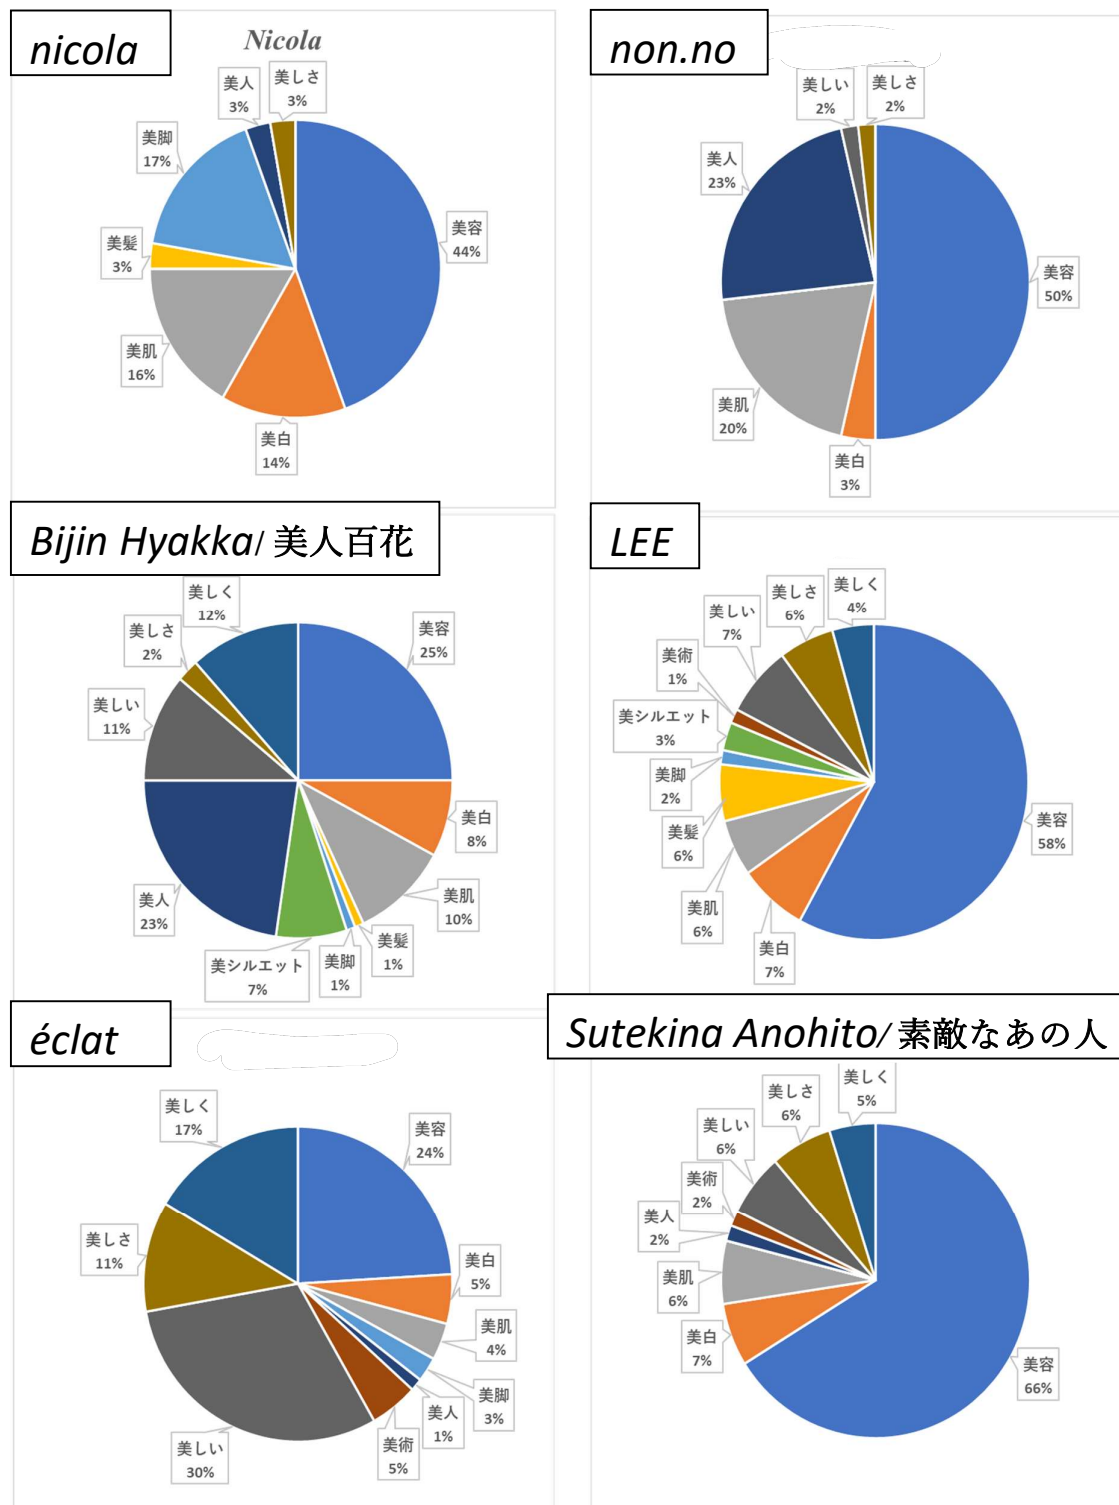 nicola
Nicola
美人
3%
美しさ
3%
美脚
17%
美容
44%
美髪
3%
美肌
16%
美白
14%
non.no
美しい
2%
美しさ
2%
美人
23%
美容
50%
美肌
20%
美白
3%
Bijin Hyakka/ 美人百花
美しく
12%
美容
25%
美しさ
2%
美しい
11%
美白
8%
美人
23%
美肌
10%
美髪
1%
美シルエット
7%
美脚
1%
LEE
美しさ
6%
美しく
4%
美しい
7%
美術
1%
美シルエット
3%
美脚
2%
美容
58%
美髪
6%
美肌
6%
美白
7%
éclat
美しく
17%
美容
24%
美しさ
11%
美白
5%
美肌
4%
美脚
3%
美人
1%
美しい
30%
美術
5%
Sutekina Anohito/ 素敵なあの人
美しさ
6%
美しく
5%
美しい
6%
美術
2%
美人
2%
美肌
6%
美白
7%
美容
66%